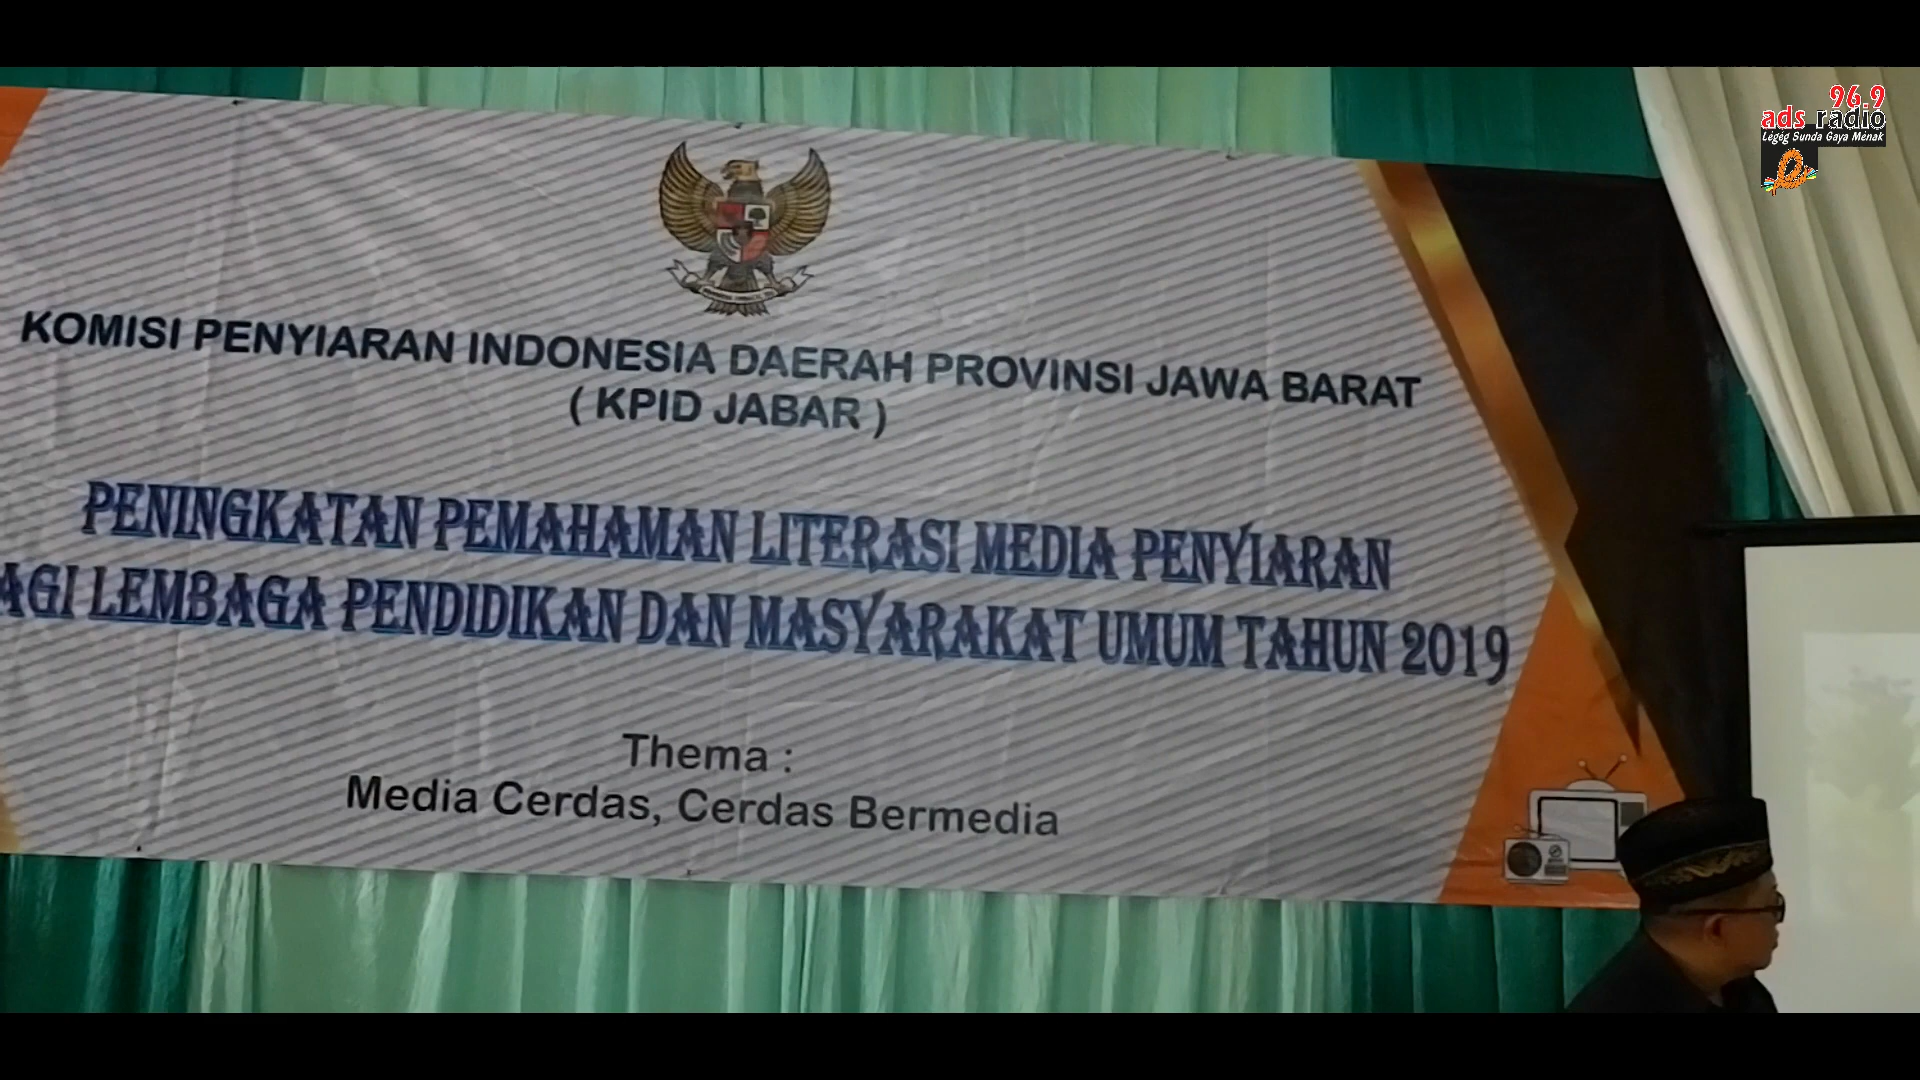 96.9
ads radio
Legeg Sunda Gaya Menak
KOMISI PENYIARAN INDONESIA DAERAH PROVINSI JAWA BARAT
( KPID JABAR )
PENINGKATAN PEMAHAMAN LITERASI MEDIA PENYIARAN
AGI LEMBAGA PENDIDIKAN DAN MASYARAKAT UMUM TAHUN 2019
Thema :
Media Cerdas, Cerdas Bermedia